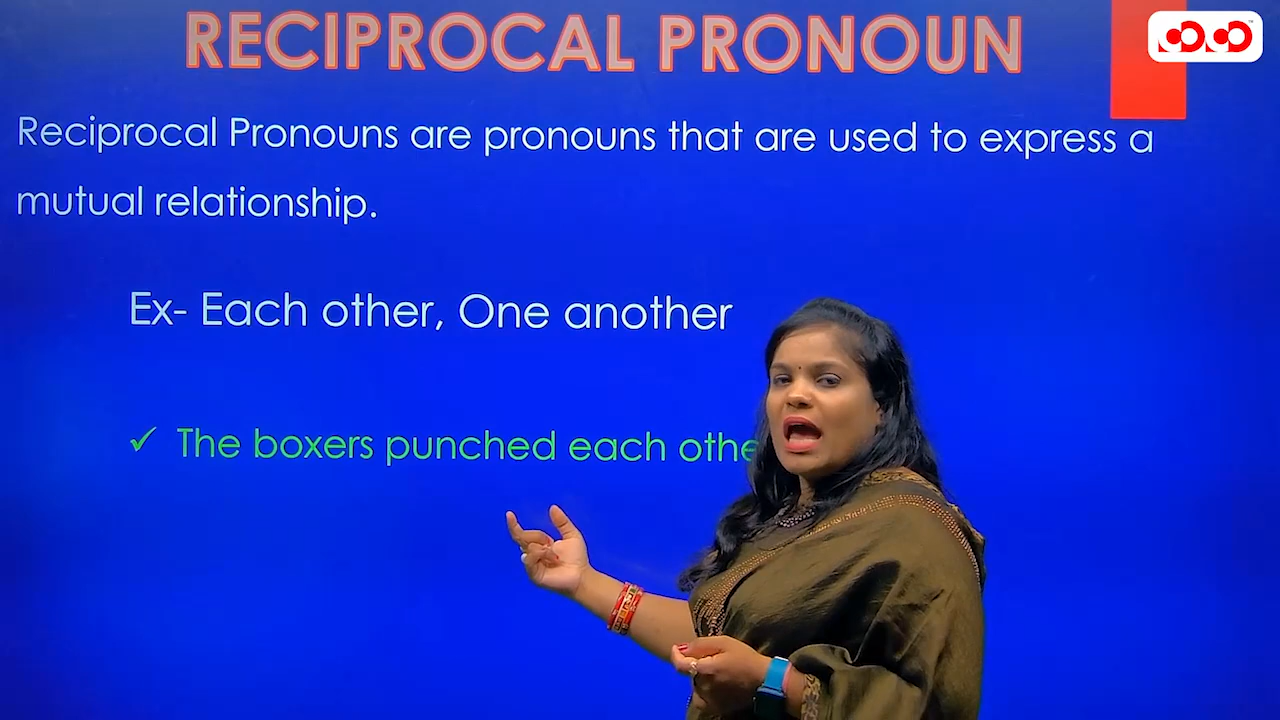 RECIPROCAL PRONOUN
Reciprocal Pronouns are pronouns that are used to express a
mutual relationship.
Ex- Each other, One another
✓ The boxers punched each othe